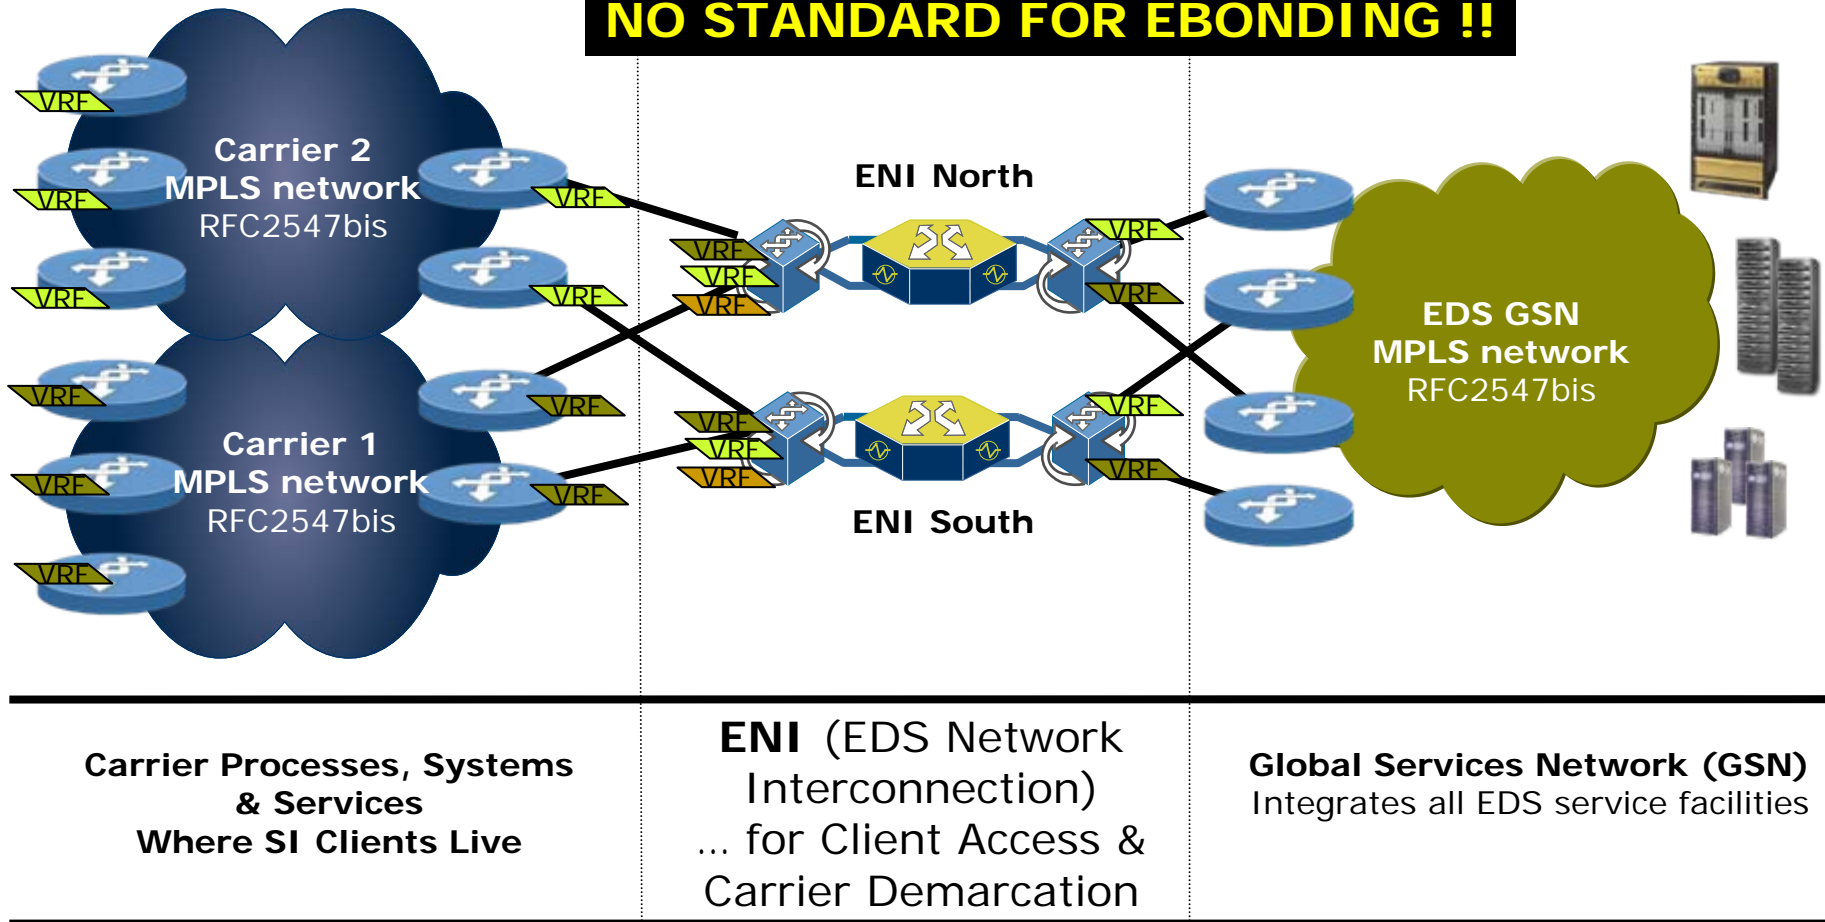 NO STANDARD FOR EBONDING !!
VRF
VRF
VRF
Carrier 2
MPLS network
RFC2547bis
VRF
VRF
VRF
VRF
VRF
Carrier 1
MPLS network
RFC2547bis
VRF
VRF
ENI North
VRF
VRF
VRF
VRF
VRF
VRF
VRF
VRF
VRF
VRF
ENI South
EDS GSN
MPLS network
RFC2547bis
Carrier Processes, Systems
& Services
Where SI Clients Live
ENI (EDS Network
Interconnection)
... for Client Access &
Carrier Demarcation
Global Services Network (GSN)
Integrates all EDS service facilities